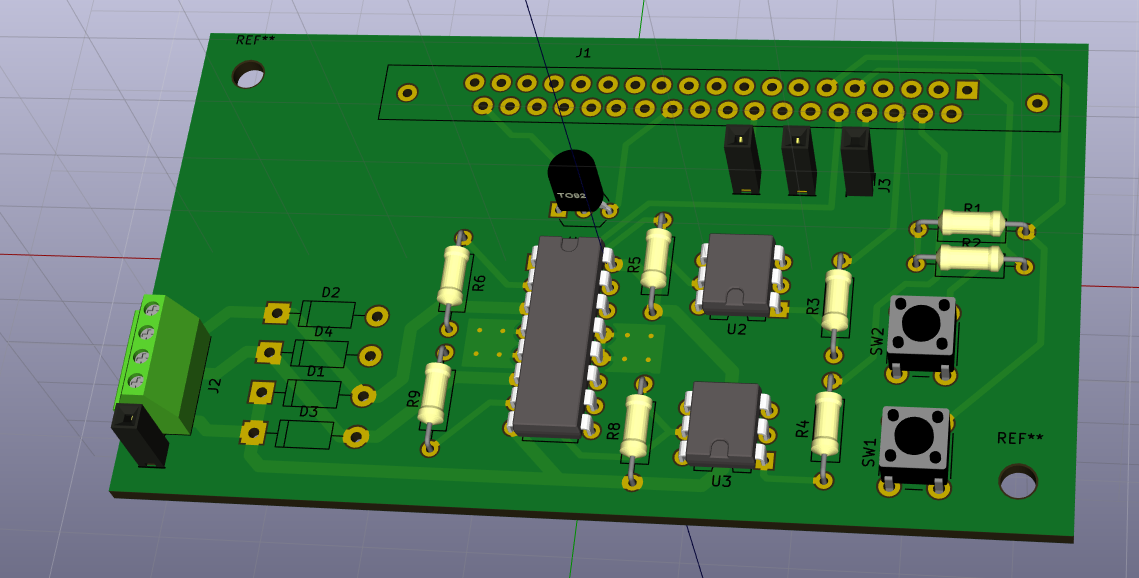 REF**
J1
TO92
J3
R1
R2
R5
R6
R3
U2
D2
D4
D1
D3
J2
R9
R8
R4
U3
SW2
SW1
REF**